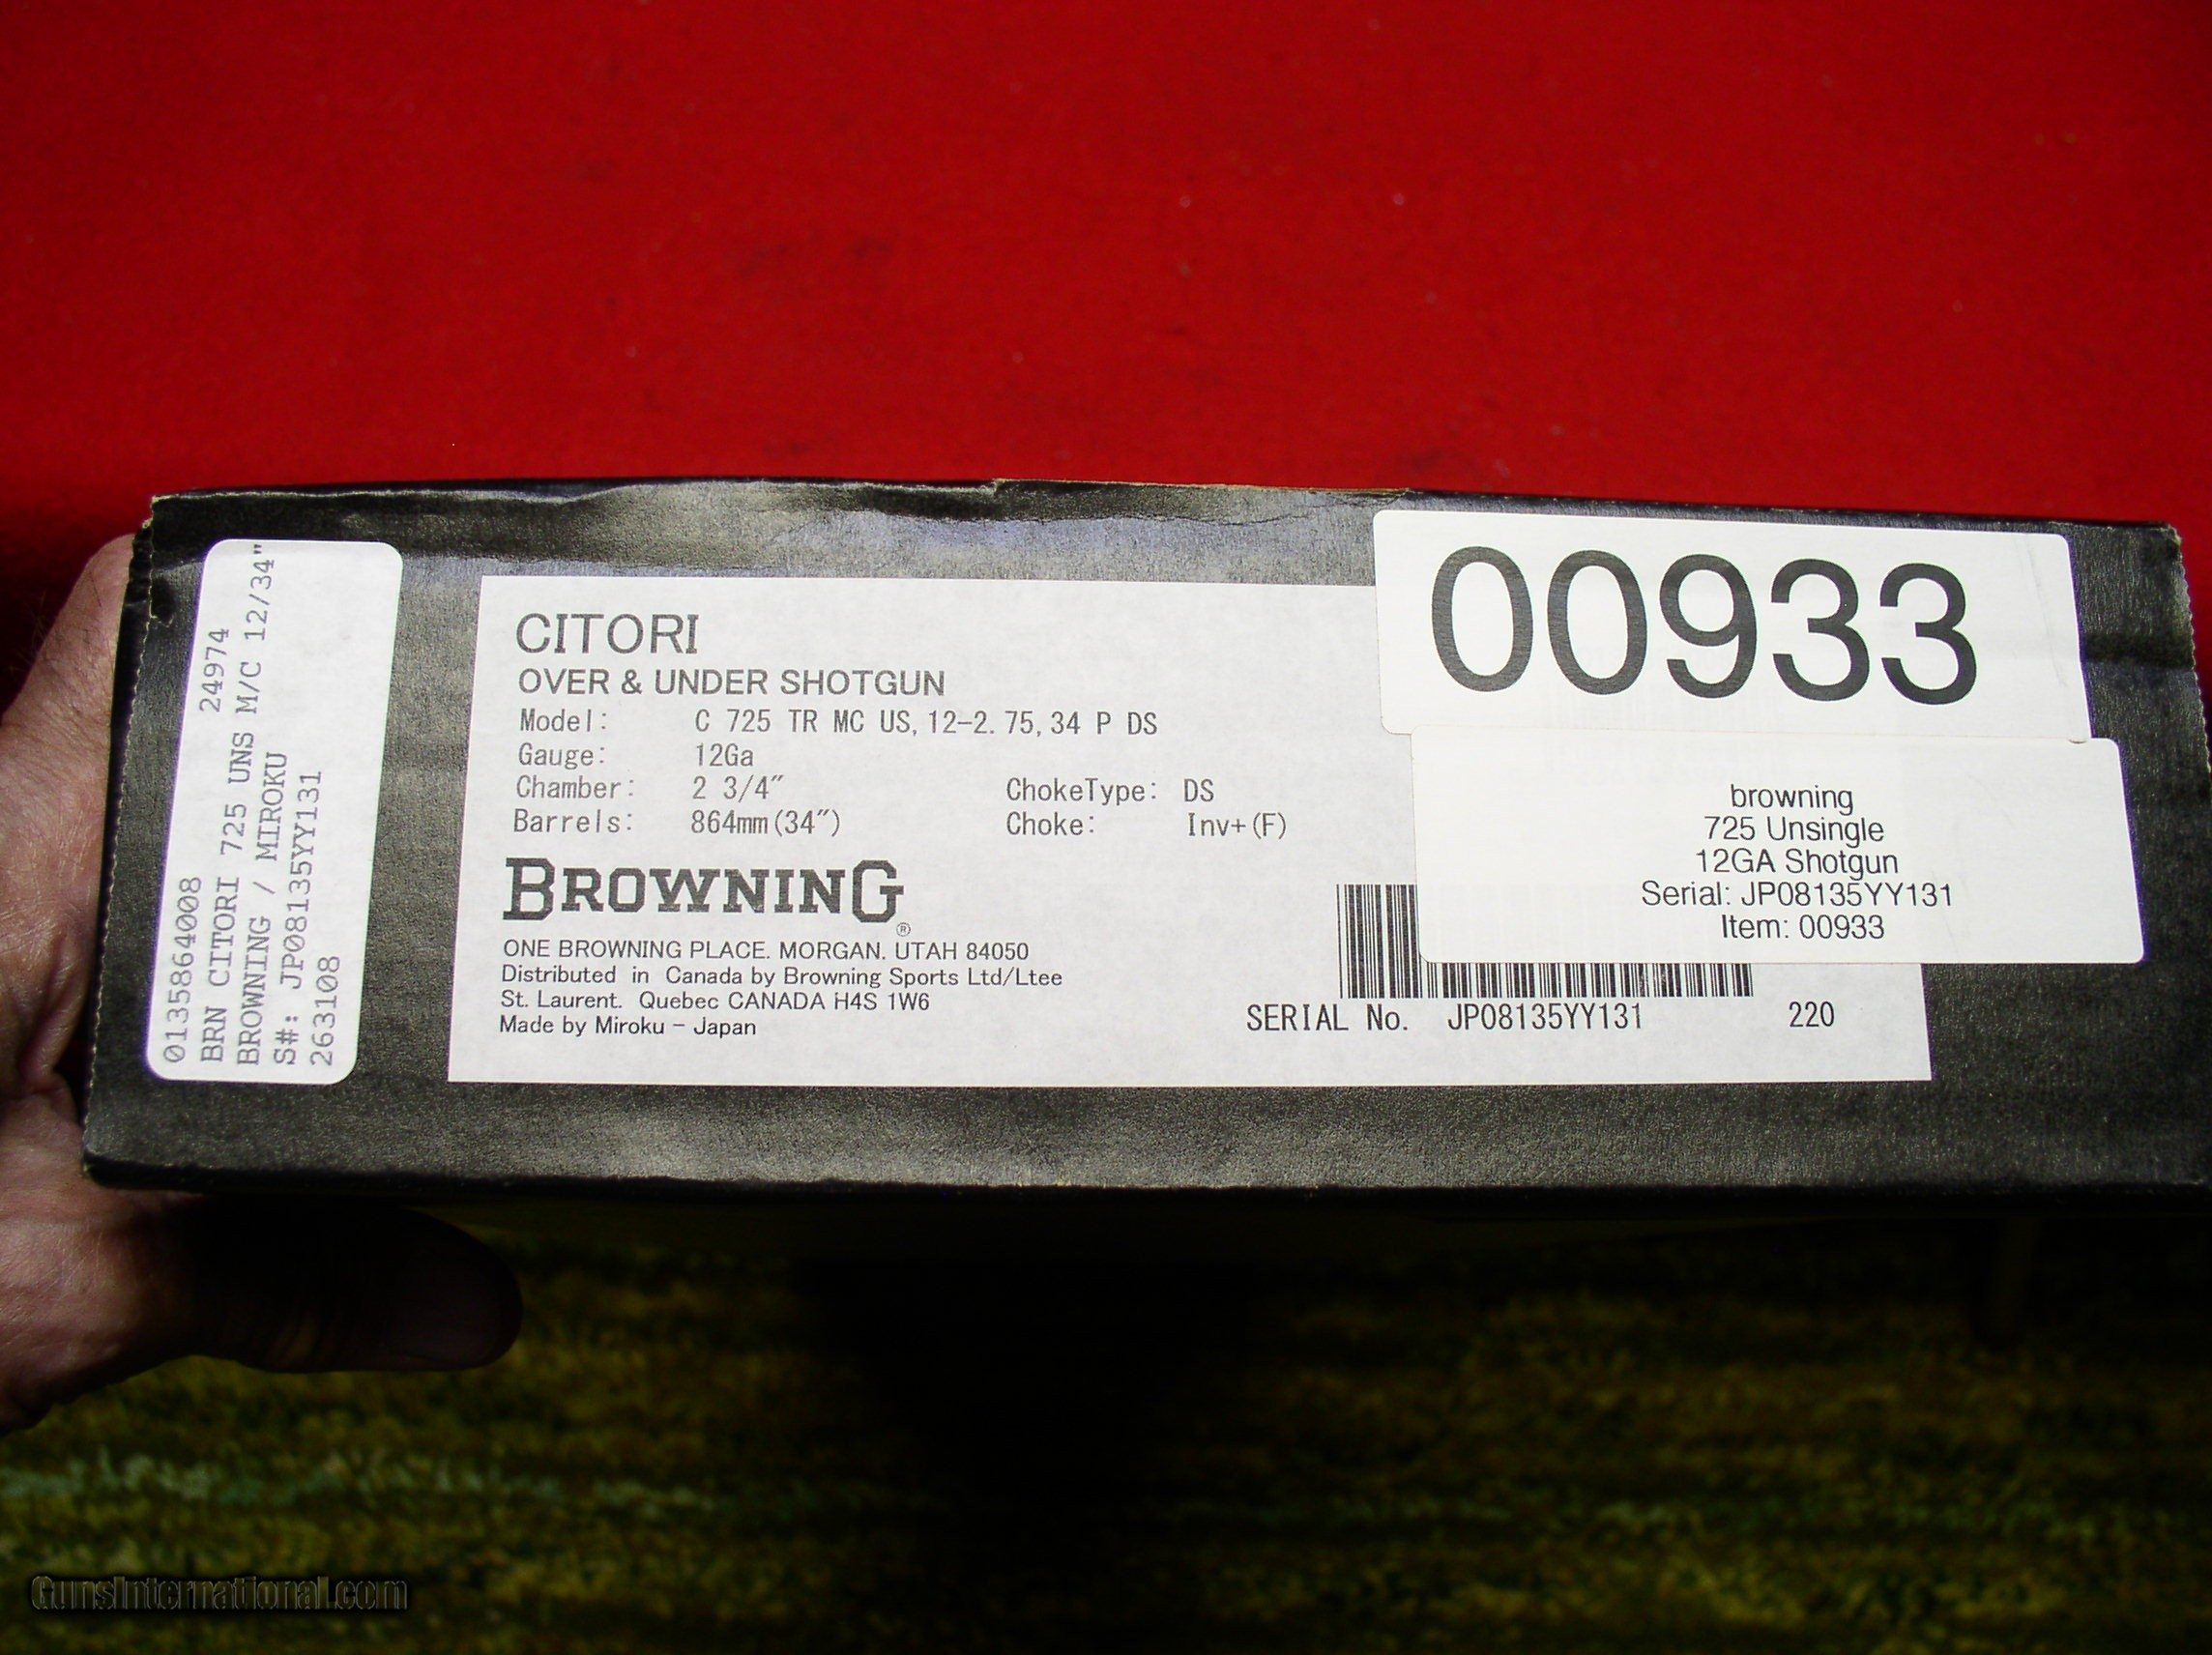 0135864008 24974
BRN CITORI 725 UNS M/C 12/34"
BROWNING / MIROKU
S#: JP08135YY131
263108
CITORI
OVER & UNDER SHOTGUN
Model: C 725 TR MC US, 12-2.75, 34 P DS
Gauge: 12Ga
Chamber: 2 3/4" ChokeType: DS
Barrels: 864mm(34") Choke: Inv+(F)
BROWNING®
ONE BROWNING PLACE. MORGAN. UTAH 84050
Distributed in Canada by Browning Sports Ltd/Ltee
St. Laurent. Quebec CANADA H4S 1W6
Made by Miroku - Japan
SERIAL No. JP08135YY131 220
00933
browning
725 Unsingle
12GA Shotgun
Serial: JP08135YY131
Item: 00933
GunsInternational.com